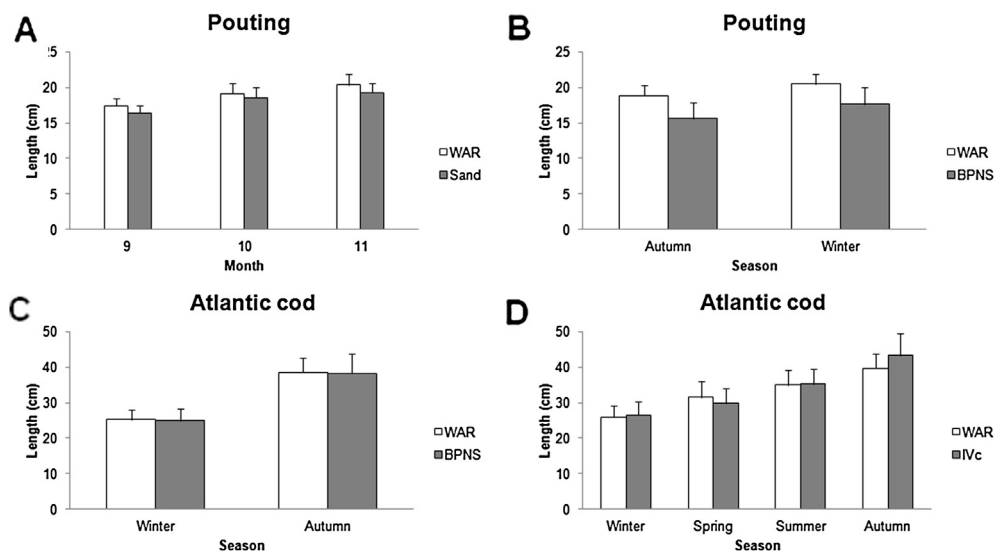 A
Pouting
Length (cm)
25
20
15
10
5
0
9 10 11
Month
WAR
Sand
B
Pouting
Length (cm)
25
20
15
10
5
0
Autumn Winter
Season
WAR
BPNS
C
Atlantic cod
Length (cm)
50
40
30
20
10
0
Winter Autumn
Season
WAR
BPNS
D
Atlantic cod
Length (cm)
50
40
30
20
10
0
Winter Spring Summer Autumn
Season
WAR
IVc